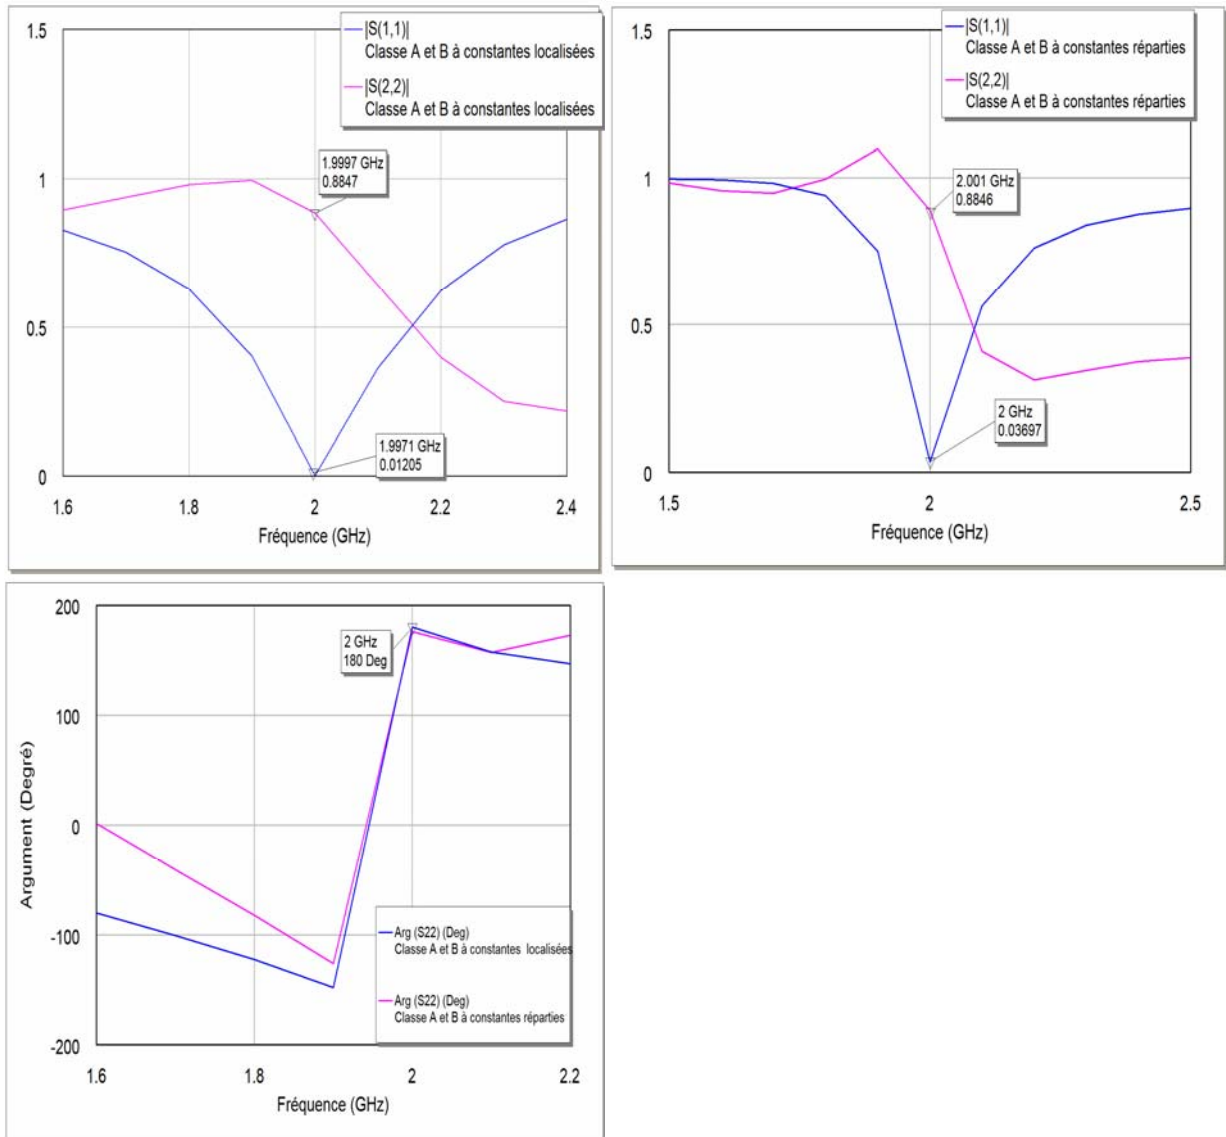 |S(1,1)|
Classe A et B à constantes localisées
|S(2,2)|
Classe A et B à constantes localisées
1.5
1
0.5
0
1.9997 GHz
0.8847
1.9971 GHz
0.01205
1.6
1.8
2
2.2
2.4
Fréquence (GHz)
|S(1,1)|
Classe A et B à constantes réparties
|S(2,2)|
Classe A et B à constantes réparties
1.5
1
0.5
0
2.001 GHz
0.8846
2 GHz
0.03697
1.5
2
2.5
Fréquence (GHz)
200
100
0
-100
-200
Argument (Degré)
2 GHz
180 Deg
Arg (S22) (Deg)
Classe A et B à constantes localisées
Arg (S22) (Deg)
Classe A et B à constantes réparties
1.6
1.8
2
2.2
Fréquence (GHz)